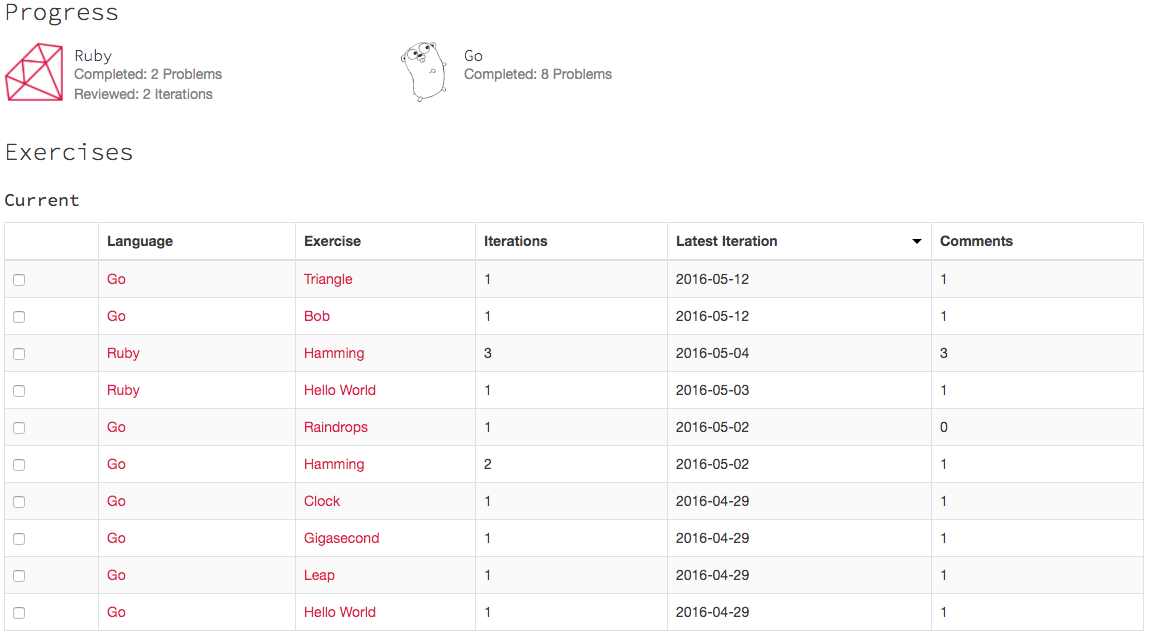 Progress
Ruby
Completed: 2 Problems
Reviewed: 2 Iterations
Go
Completed: 8 Problems
Exercises
Current
Language Exercise Iterations Latest Iteration Comments
Go Triangle 1 2016-05-12 1
Go Bob 1 2016-05-12 1
Ruby Hamming 3 2016-05-04 3
Ruby Hello World 1 2016-05-03 1
Go Raindrops 1 2016-05-02 0
Go Hamming 2 2016-05-02 1
Go Clock 1 2016-04-29 1
Go Gigasecond 1 2016-04-29 1
Go Leap 1 2016-04-29 1
Go Hello World 1 2016-04-29 1